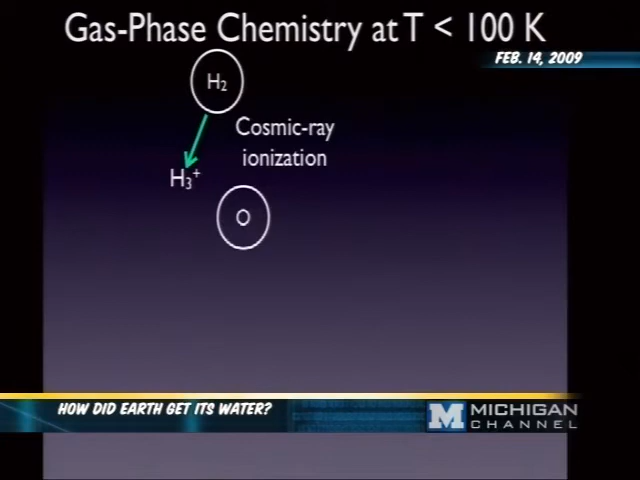 Gas-Phase Chemistry at T < 100 K
FEB. 14, 2009
H₂
Cosmic-ray
ionization
H₃⁺
O
HOW DID EARTH GET ITS WATER?
M MICHIGAN
CHANNEL